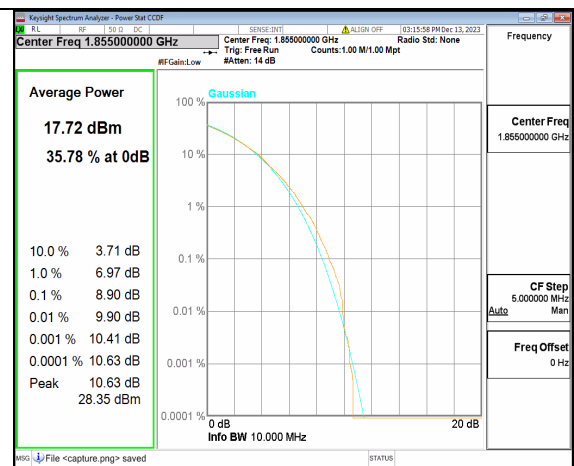 Keysight Spectrum Analyzer - Power Stat CCDF
RL RF 50 Ω DC SENSE:INT ALIGN OFF 03:15:58 PM Dec 13, 2023
Center Freq 1.855000000 GHz
Center Freq: 1.855000000 GHz Radio Std: None
Trig: Free Run Counts:1.00 M/1.00 Mpt
#IFGain:Low #Atten: 14 dB
Frequency
Average Power
17.72 dBm
35.78 % at 0dB
10.0 % 3.71 dB
1.0 % 6.97 dB
0.1 % 8.90 dB
0.01 % 9.90 dB
0.001 % 10.41 dB
0.0001 % 10.63 dB
Peak 10.63 dB
28.35 dBm
Gaussian
100 %
10 %
1 %
0.1 %
0.01 %
0.001 %
0.0001 %
0 dB 20 dB
Info BW 10.000 MHz
Center Freq
1.855000000 GHz
CF Step
5.000000 MHz
Auto Man
Freq Offset
0 Hz
MSG File <capture.png> saved STATUS